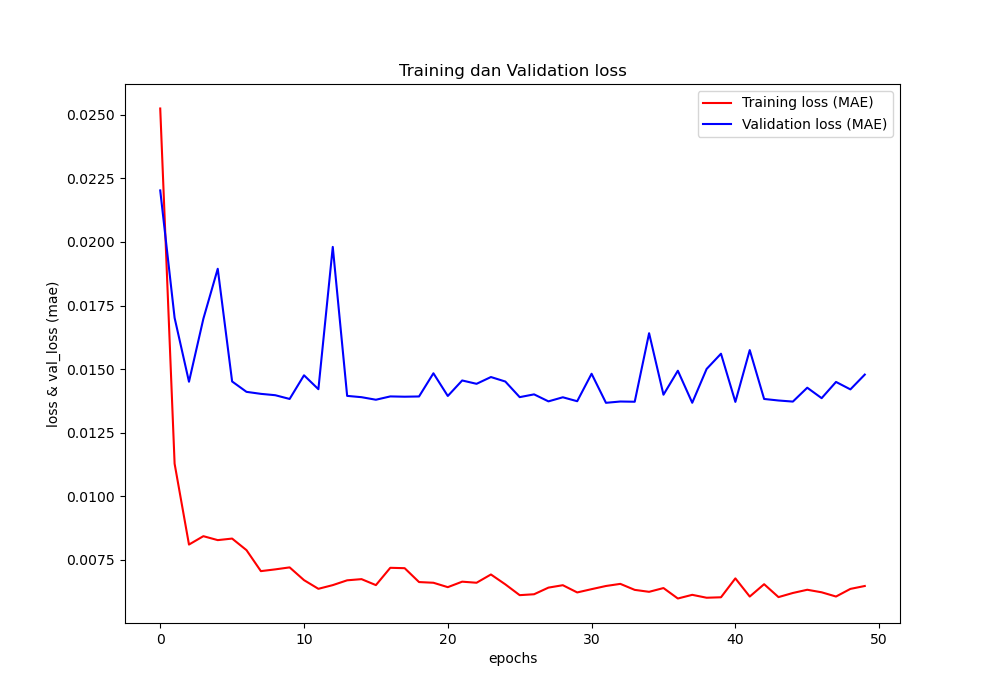 Training dan Validation loss
Training loss (MAE)
Validation loss (MAE)
0.0250
0.0225
0.0200
0.0175
0.0150
0.0125
0.0100
0.0075
loss & val_loss (mae)
0 10 20 30 40 50
epochs